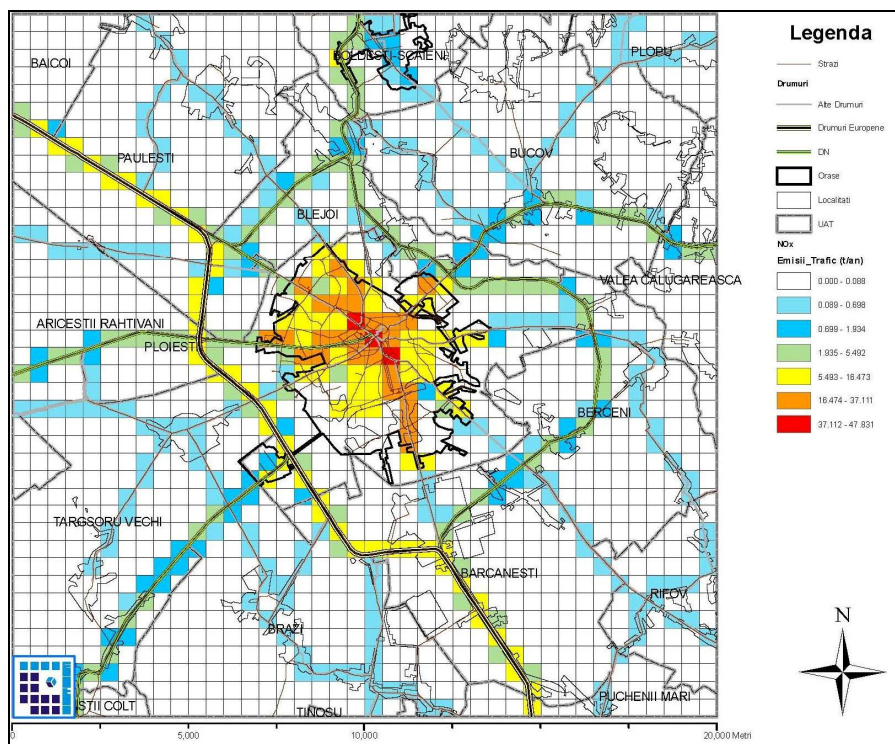 Legenda
Strazi
Drumuri
Alte Drumuri
Drumuri Europene
DN
Orase
Localitati
UAT
NOx
Emisii_Trafic (t/an)
0.000 - 0.088
0.089 - 0.698
0.699 - 1.934
1.935 - 5.492
5.493 - 16.473
16.474 - 37.111
37.112 - 47.831
N
BAICOI
BOLDESTI-SCAIENI
PLOPU
PAULESTI
BUCOV
BLEJOI
VALEA CALUGAREASCA
ARICESTII RAHTIVANI
PLOIESTI
BERCENI
TARGSORU VECHI
BARCANESTI
RIFOV
BRAZI
PUCHENII MARI
STII COLT
TINOSU
0 5,000 10,000 20,000 Metri